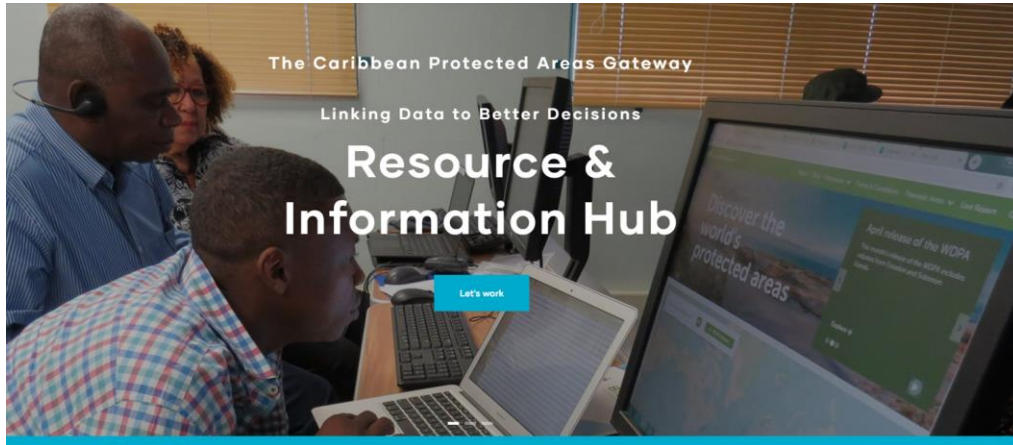 The Caribbean Protected Areas Gateway
Linking Data to Better Decisions
Resource &
Information Hub
Let's work
Discover the
world's
protected areas
April release of the WDPA
Explore